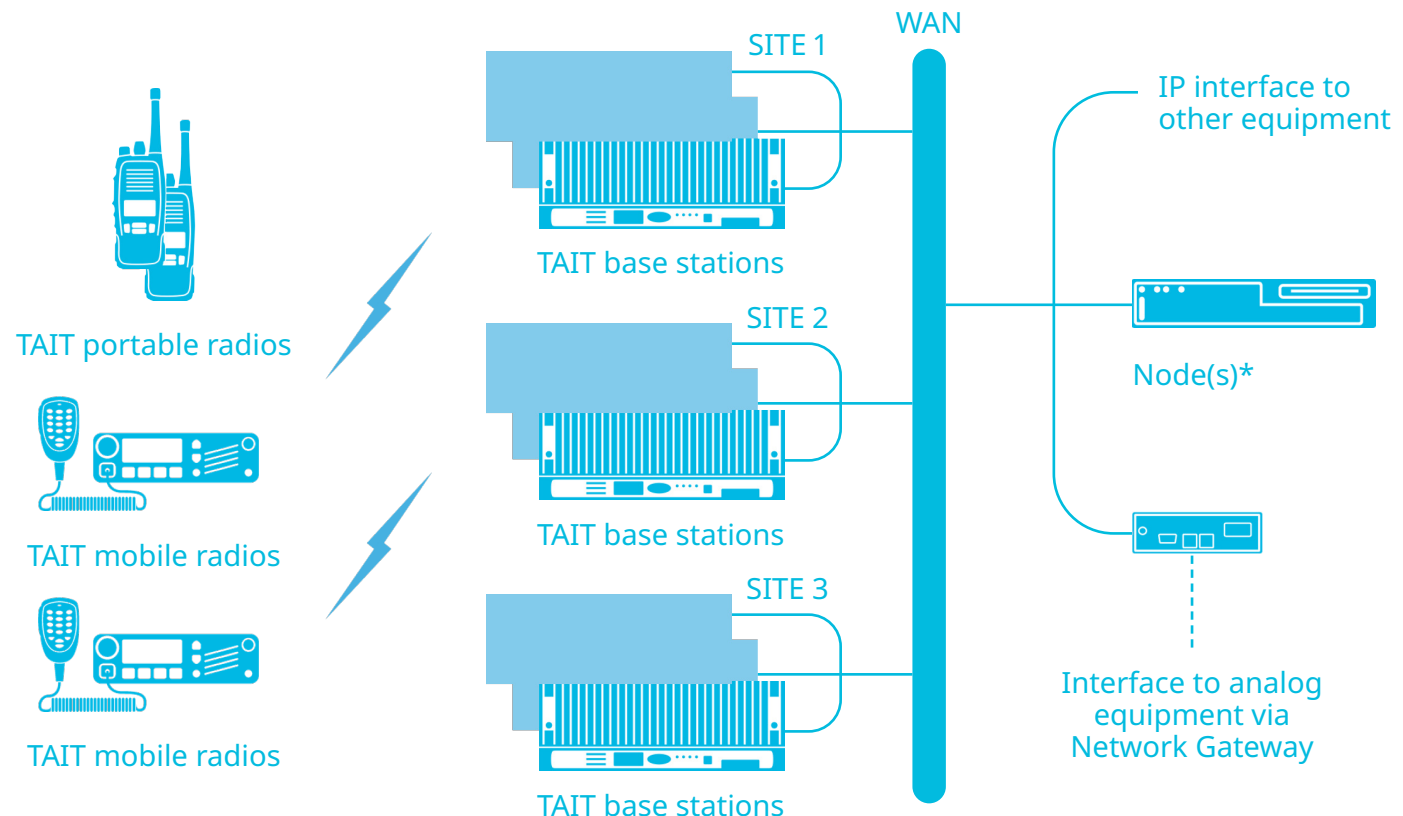 WAN
SITE 1
IP interface to
other equipment
TAIT base stations
SITE 2
TAIT portable radios
Node(s)*
TAIT mobile radios
TAIT base stations
SITE 3
Interface to analog
equipment via
Network Gateway
TAIT mobile radios
TAIT base stations